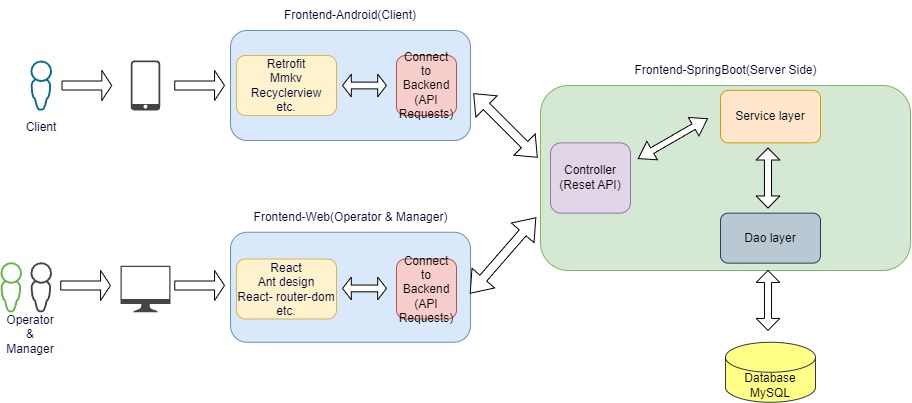 Frontend-Android(Client)
Retrofit
Mmkv
Recyclerview
etc.
Connect
to
Backend
(API
Requests)
Client
Frontend-SpringBoot(Server Side)
Service layer
Controller
(Reset API)
Dao layer
Frontend-Web(Operator & Manager)
React
Ant design
React- router-dom
etc.
Connect
to
Backend
(API
Requests)
Operator
&
Manager
Database
MySQL